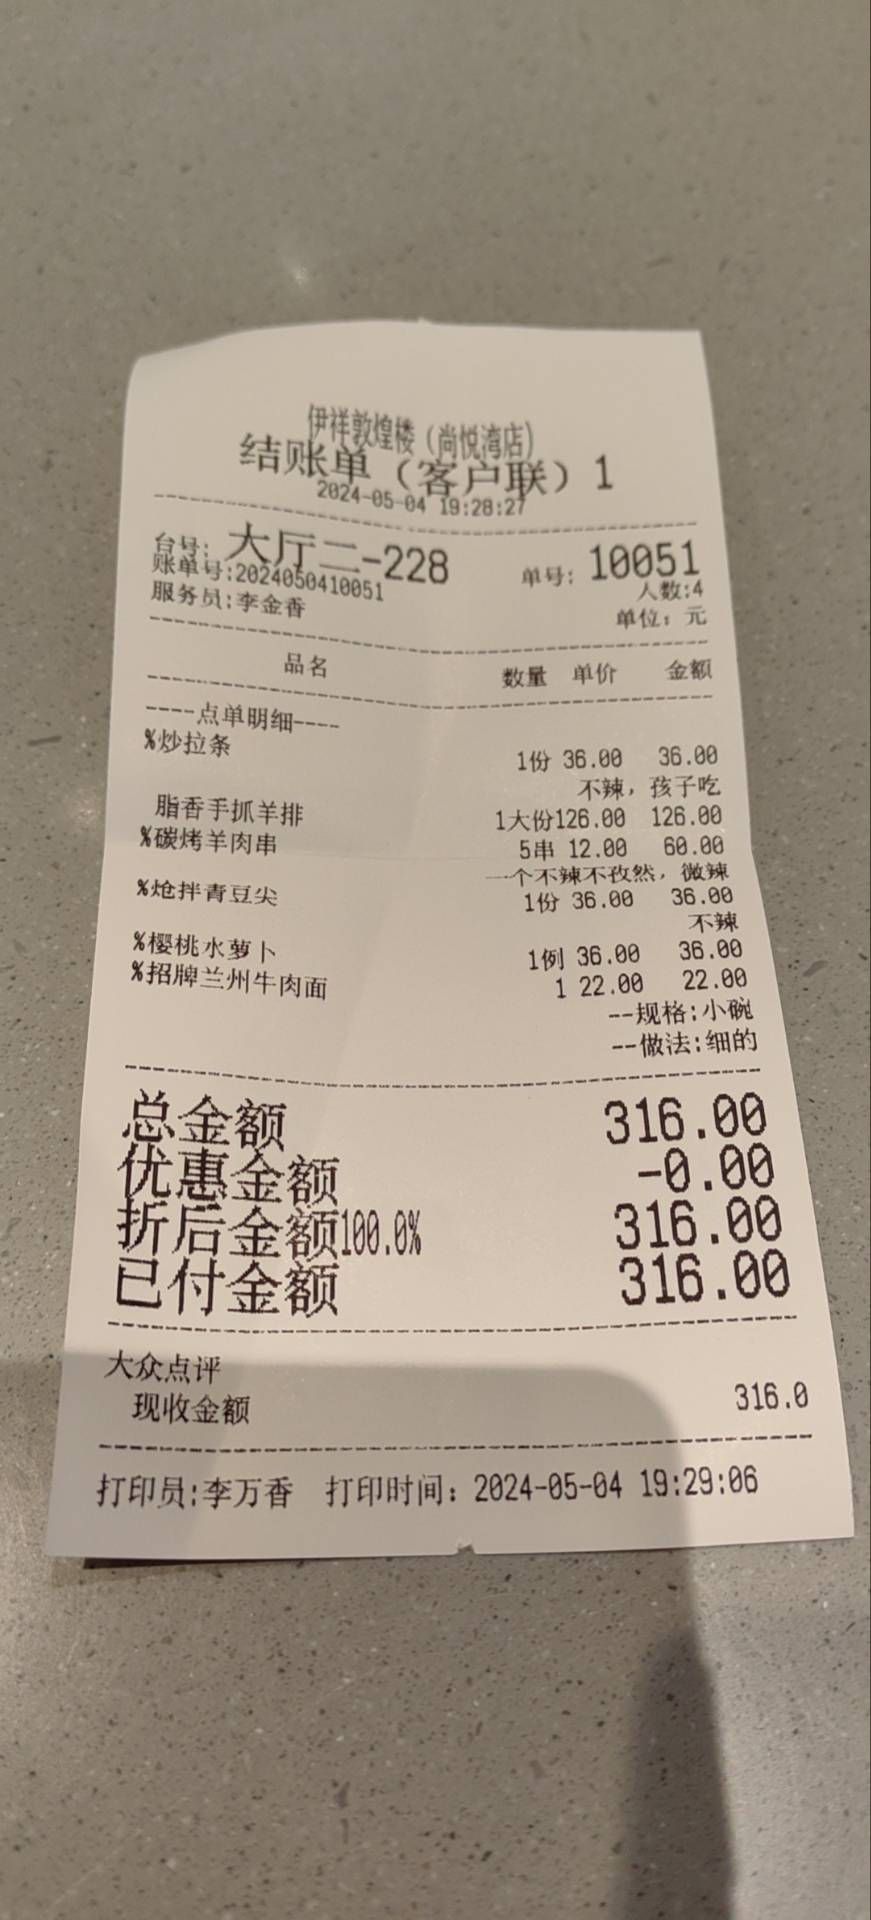 伊祥敦煌楼（尚悦湾店）
结账单（客户联）1
2024-05-04 19:28:27
台号: 大厅二-228 单号: 10051
账单号:2024050410051 人数:4
服务员:李金香 单位: 元
品名 数量 单价 金额
----点单明细----
%炒拉条 1份 36.00 36.00
不辣，孩子吃
脂香手抓羊排 1大份126.00 126.00
%碳烤羊肉串 5串 12.00 60.00
一个不辣不孜然，微辣
%炝拌青豆尖 1份 36.00 36.00
不辣
%樱桃水萝卜 1例 36.00 36.00
%招牌兰州牛肉面 1 22.00 22.00
--规格:小碗
--做法:细的
总金额 316.00
优惠金额 -0.00
折后金额100.0% 316.00
已付金额 316.00
大众点评
现收金额 316.0
打印员:李万香 打印时间: 2024-05-04 19:29:06